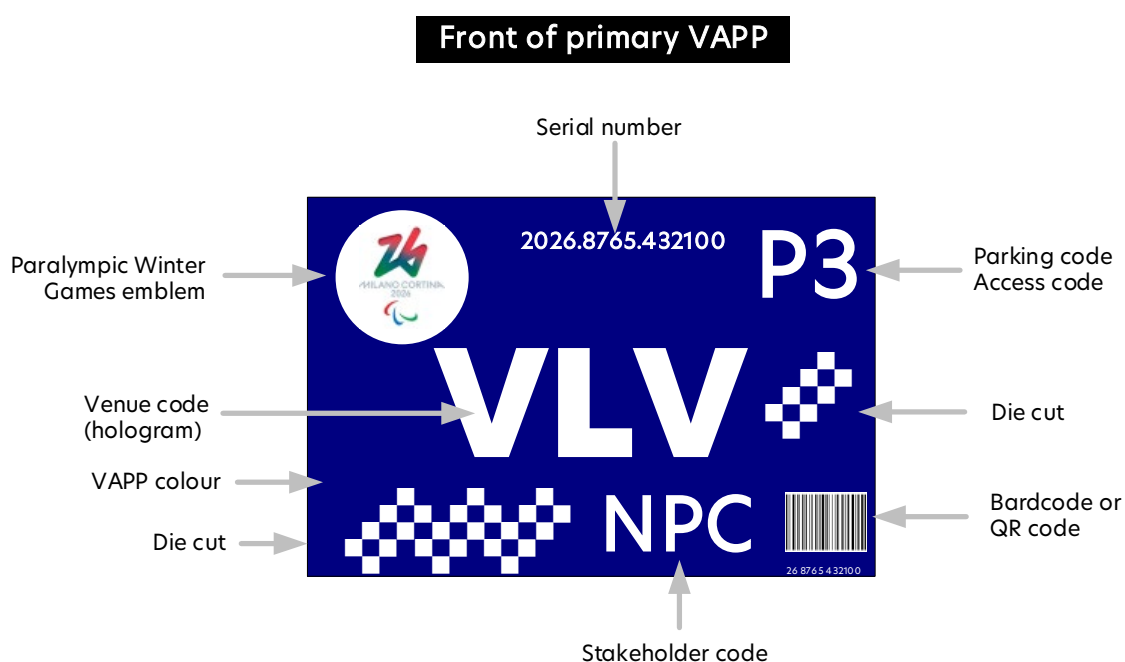 Front of primary VAPP
Serial number
2026.8765.432100
P3
Paralympic Winter
Games emblem
MILANO CORTINA
2026
Parking code
Access code
VLV
Venue code
(hologram)
Die cut
VAPP colour
NPC
Bardcode or
QR code
Die cut
26 8765 432100
Stakeholder code